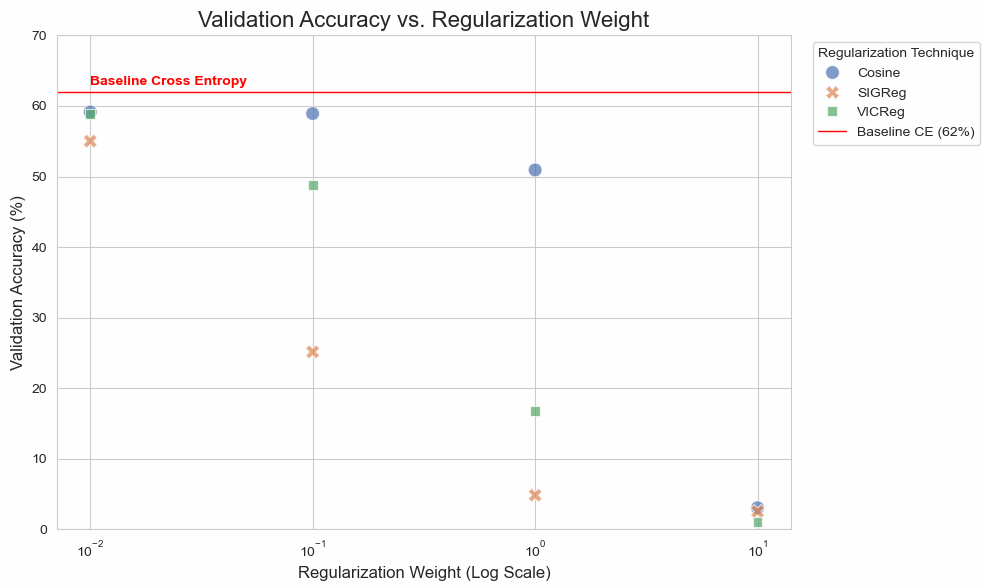 Validation Accuracy vs. Regularization Weight
70
60
50
40
30
20
10
0
Validation Accuracy (%)
Baseline Cross Entropy
10⁻²
10⁻¹
10⁰
10¹
Regularization Weight (Log Scale)
Regularization Technique
Cosine
SIGReg
VICReg
Baseline CE (62%)